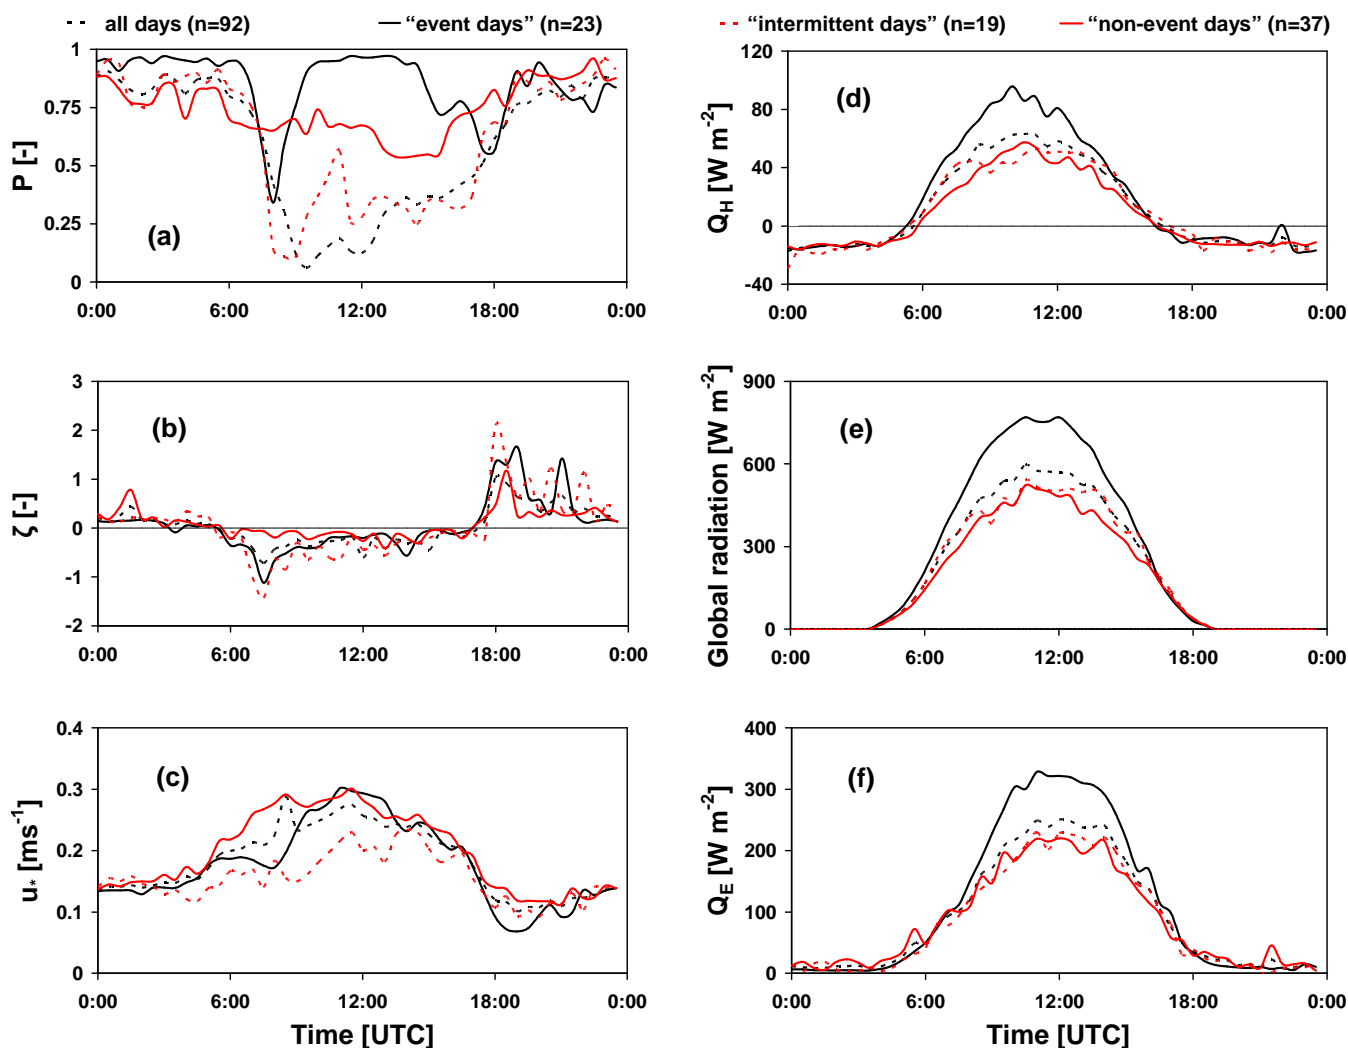 all days (n=92) “event days” (n=23) “intermittent days” (n=19) “non-event days” (n=37)
P [-]
1
0.75
0.5
0.25
0
(a)
0:00 6:00 12:00 18:00 0:00
Q_H [W m^-2]
120
80
40
0
-40
(d)
0:00 6:00 12:00 18:00 0:00
ζ [-]
3
2
1
0
-1
-2
(b)
0:00 6:00 12:00 18:00 0:00
Global radiation [W m^-2]
900
600
300
0
(e)
0:00 6:00 12:00 18:00 0:00
u* [ms^-1]
0.4
0.3
0.2
0.1
0
(c)
0:00 6:00 12:00 18:00 0:00
Time [UTC]
Q_E [W m^-2]
400
300
200
100
0
(f)
0:00 6:00 12:00 18:00 0:00
Time [UTC]